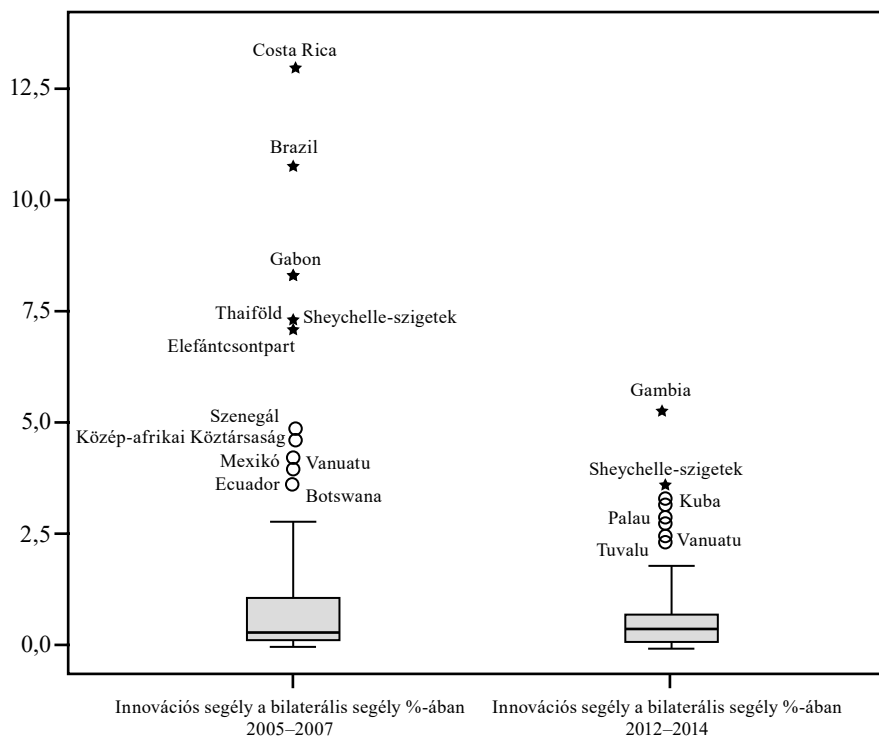 Costa Rica
12,5
Brazil
10,0
Gabon
7,5
Thaiföld
Sheychelle-szigetek
Elefántcsontpart
Gambia
5,0
Szenegál
Közép-afrikai Köztársaság
Mexikó
Vanuatu
Ecuador
Botswana
Sheychelle-szigetek
Kuba
Palau
Vanuatu
Tuvalu
2,5
0,0
Innovációs segély a bilaterális segély %-ában
2005–2007
Innovációs segély a bilaterális segély %-ában
2012–2014